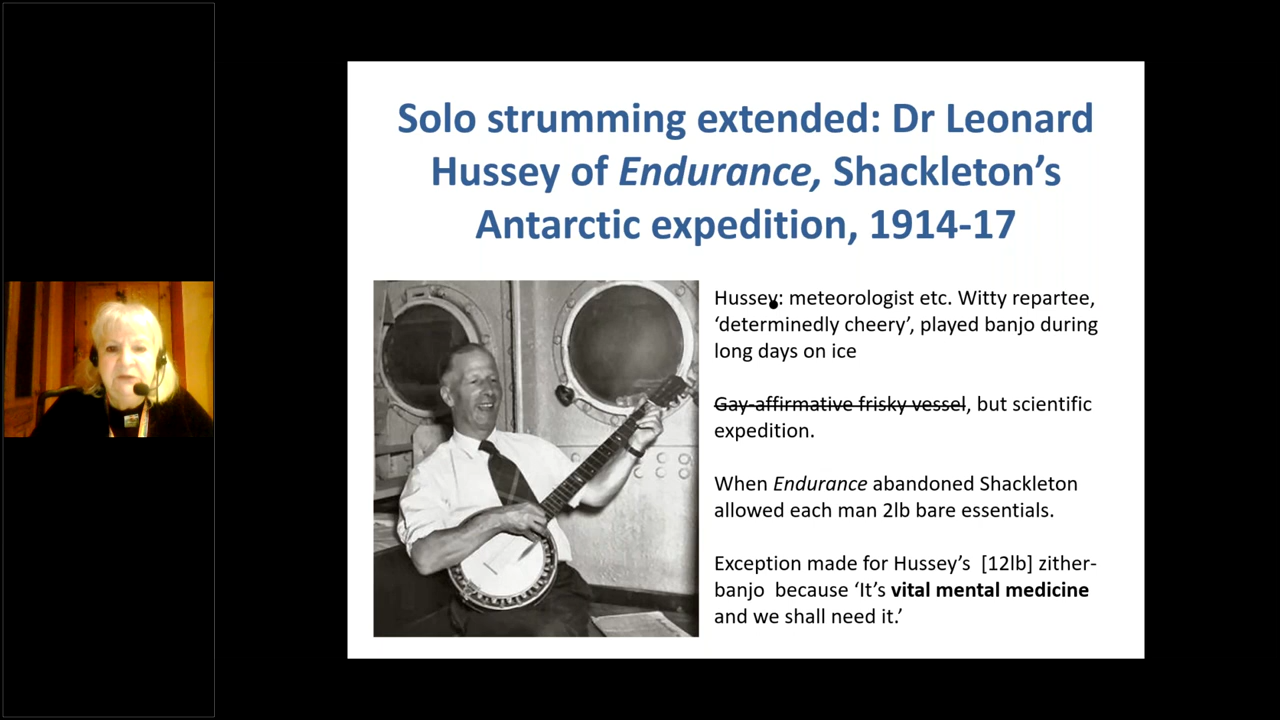 Solo strumming extended: Dr Leonard
Hussey of Endurance, Shackleton’s
Antarctic expedition, 1914-17
Hussey: meteorologist etc. Witty repartee,
‘determinedly cheery’, played banjo during
long days on ice
Gay-affirmative frisky vessel, but scientific
expedition.
When Endurance abandoned Shackleton
allowed each man 2lb bare essentials.
Exception made for Hussey’s [12lb] zither-
banjo because ‘It’s vital mental medicine
and we shall need it.’